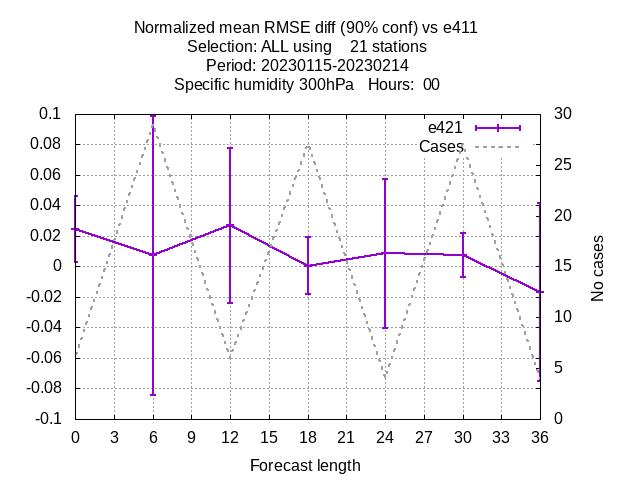 Normalized mean RMSE diff (90% conf) vs e411
Selection: ALL using    21 stations
Period: 20230115-20230214
Specific humidity 300hPa   Hours:  00
e421
Cases
0.1
0.08
0.06
0.04
0.02
0
-0.02
-0.04
-0.06
-0.08
-0.1
30
25
20
15
10
5
0
No cases
0 3 6 9 12 15 18 21 24 27 30 33 36
Forecast length